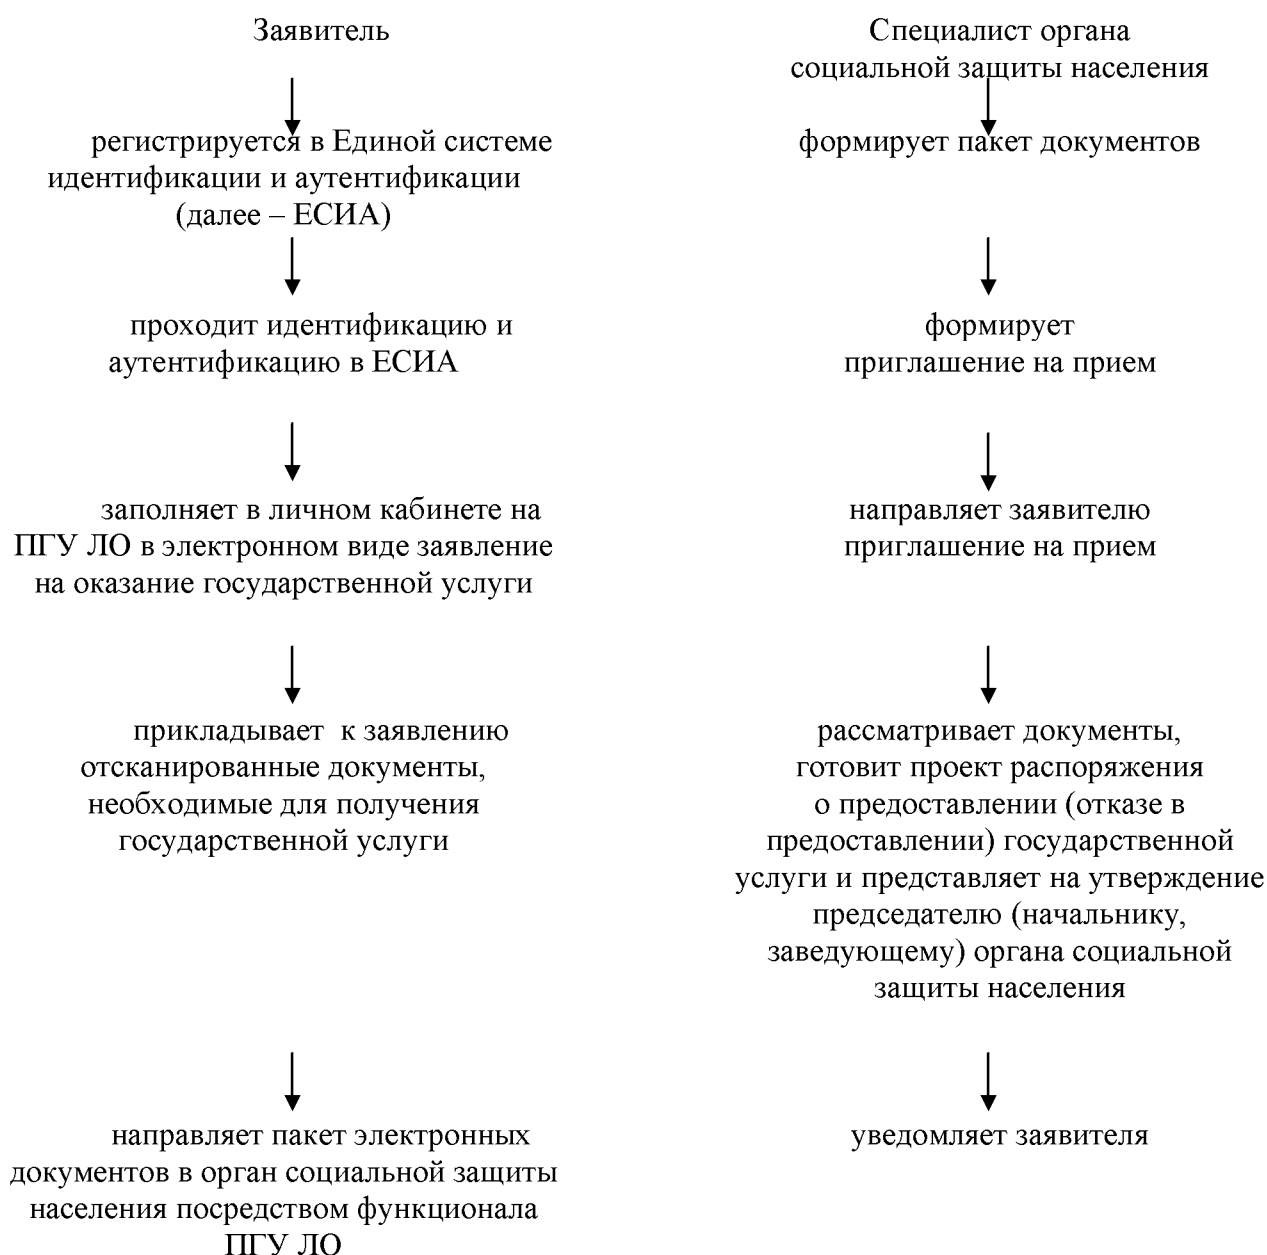 Заявитель
регистрируется в Единой системе
идентификации и аутентификации
(далее – ЕСИА)
проходит идентификацию и
аутентификацию в ЕСИА
заполняет в личном кабинете на
ПГУ ЛО в электронном виде заявление
на оказание государственной услуги
прикладывает к заявлению
отсканированные документы,
необходимые для получения
государственной услуги
направляет пакет электронных
документов в орган социальной защиты
населения посредством функционала
ПГУ ЛО
Специалист органа
социальной защиты населения
формирует пакет документов
формирует
приглашение на прием
направляет заявителю
приглашение на прием
рассматривает документы,
готовит проект распоряжения
о предоставлении (отказе в
предоставлении) государственной
услуги и представляет на утверждение
председателю (начальнику,
заведующему) органа социальной
защиты населения
уведомляет заявителя